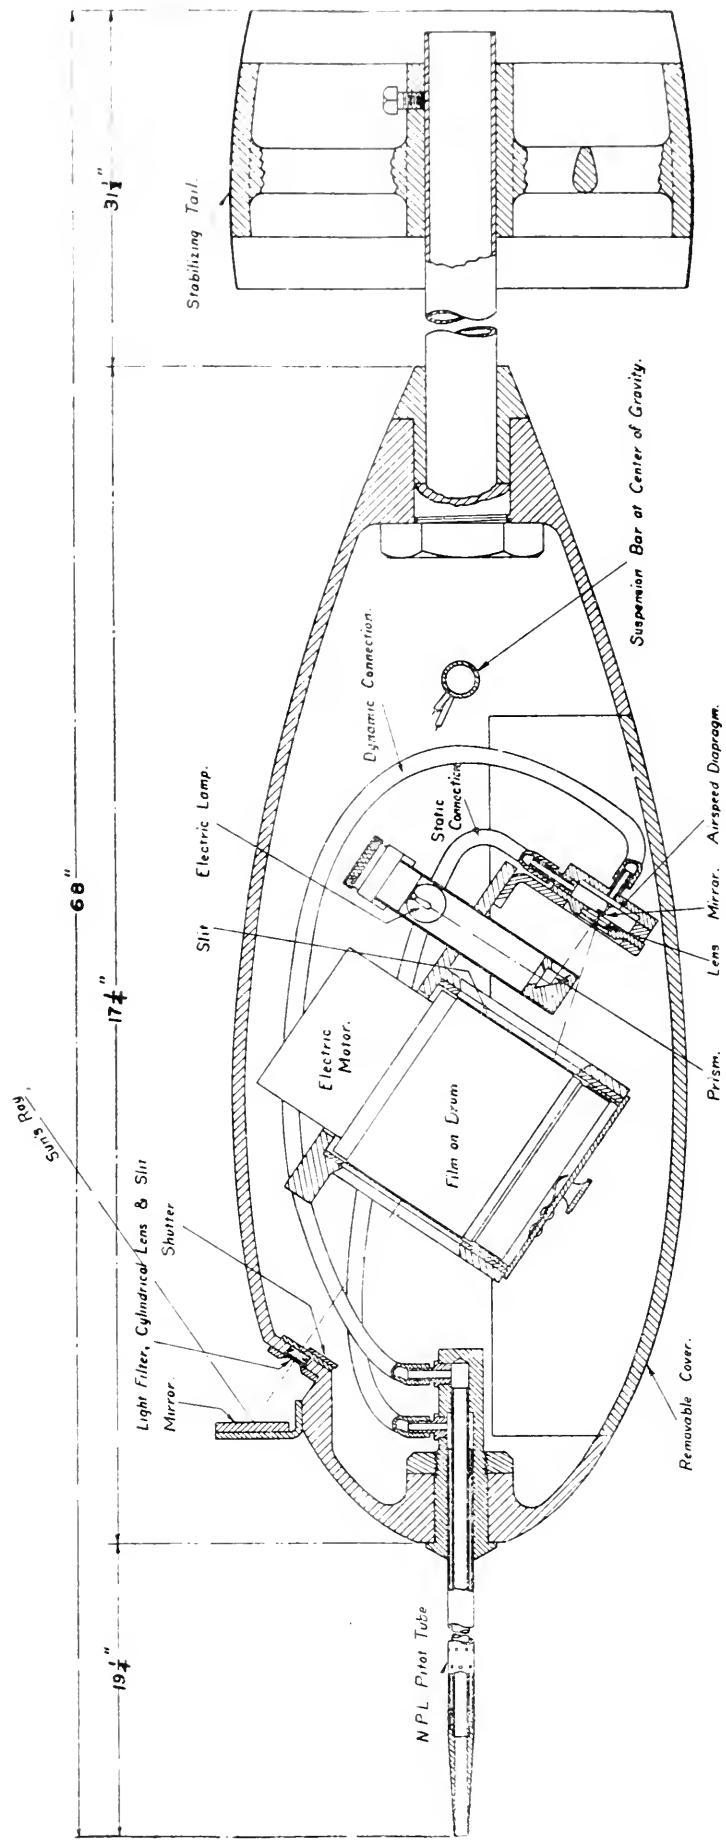 68"
19¼"
17¼"
31½"
Sun's Ray.
Mirror.
Light Filter, Cylindrical Lens & Slit
Shutter
Slit
Electric Lamp.
Stabilizing Tail.
Dynamic Connection.
Static
Connection
Electric
Motor.
Film on Drum
NPL Pitot Tube
Suspension Bar at Center of Gravity.
Removable Cover.
Prism.
Lens
Mirror.
Airspeed Diapragm.